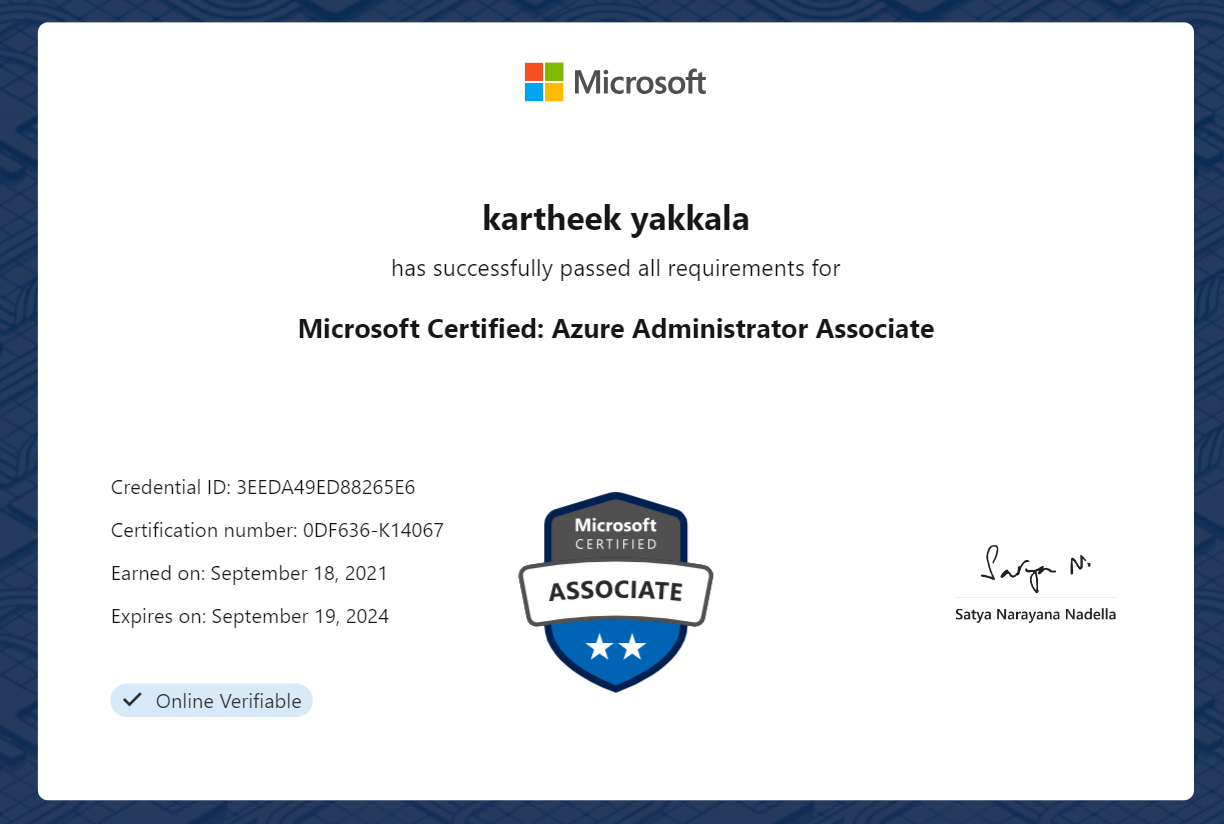 Microsoft
kartheek yakkala
has successfully passed all requirements for
Microsoft Certified: Azure Administrator Associate
Credential ID: 3EEDA49ED88265E6
Certification number: 0DF636-K14067
Earned on: September 18, 2021
Expires on: September 19, 2024
Online Verifiable
Microsoft
CERTIFIED
ASSOCIATE
Satya N.
Satya Narayana Nadella